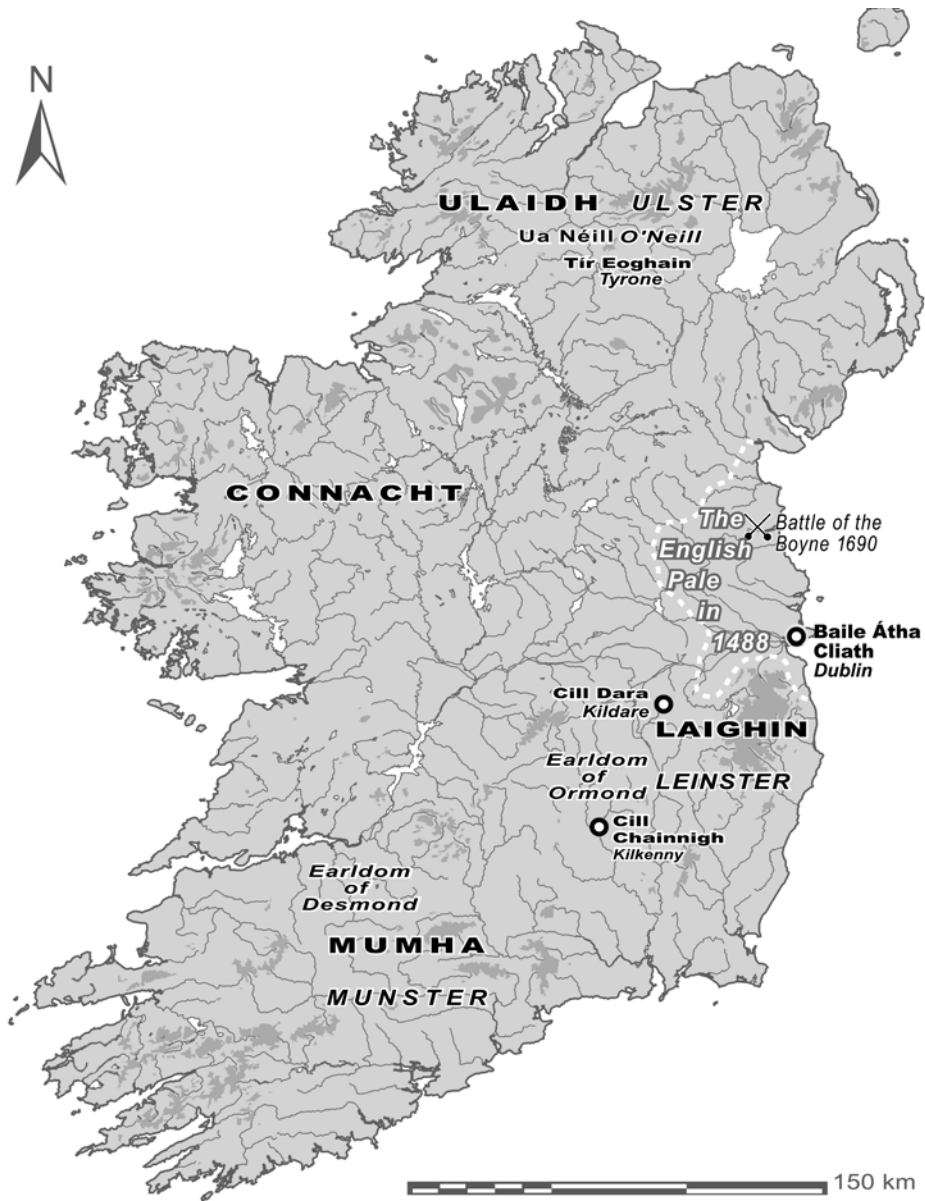 N
ULAIDH ULSTER
Ua Néill O'Neill
Tír Eoghain
Tyrone
CONNACHT
The
English
Pale
in
1488
Battle of the
Boyne 1690
Baile Átha
Cliath
Dublin
Cill Dara
Kildare
LAIGHIN
LEINSTER
Earldom
of
Ormond
Cill
Chainnigh
Kilkenny
Earldom
of
Desmond
MUMHA
MUNSTER
150 km